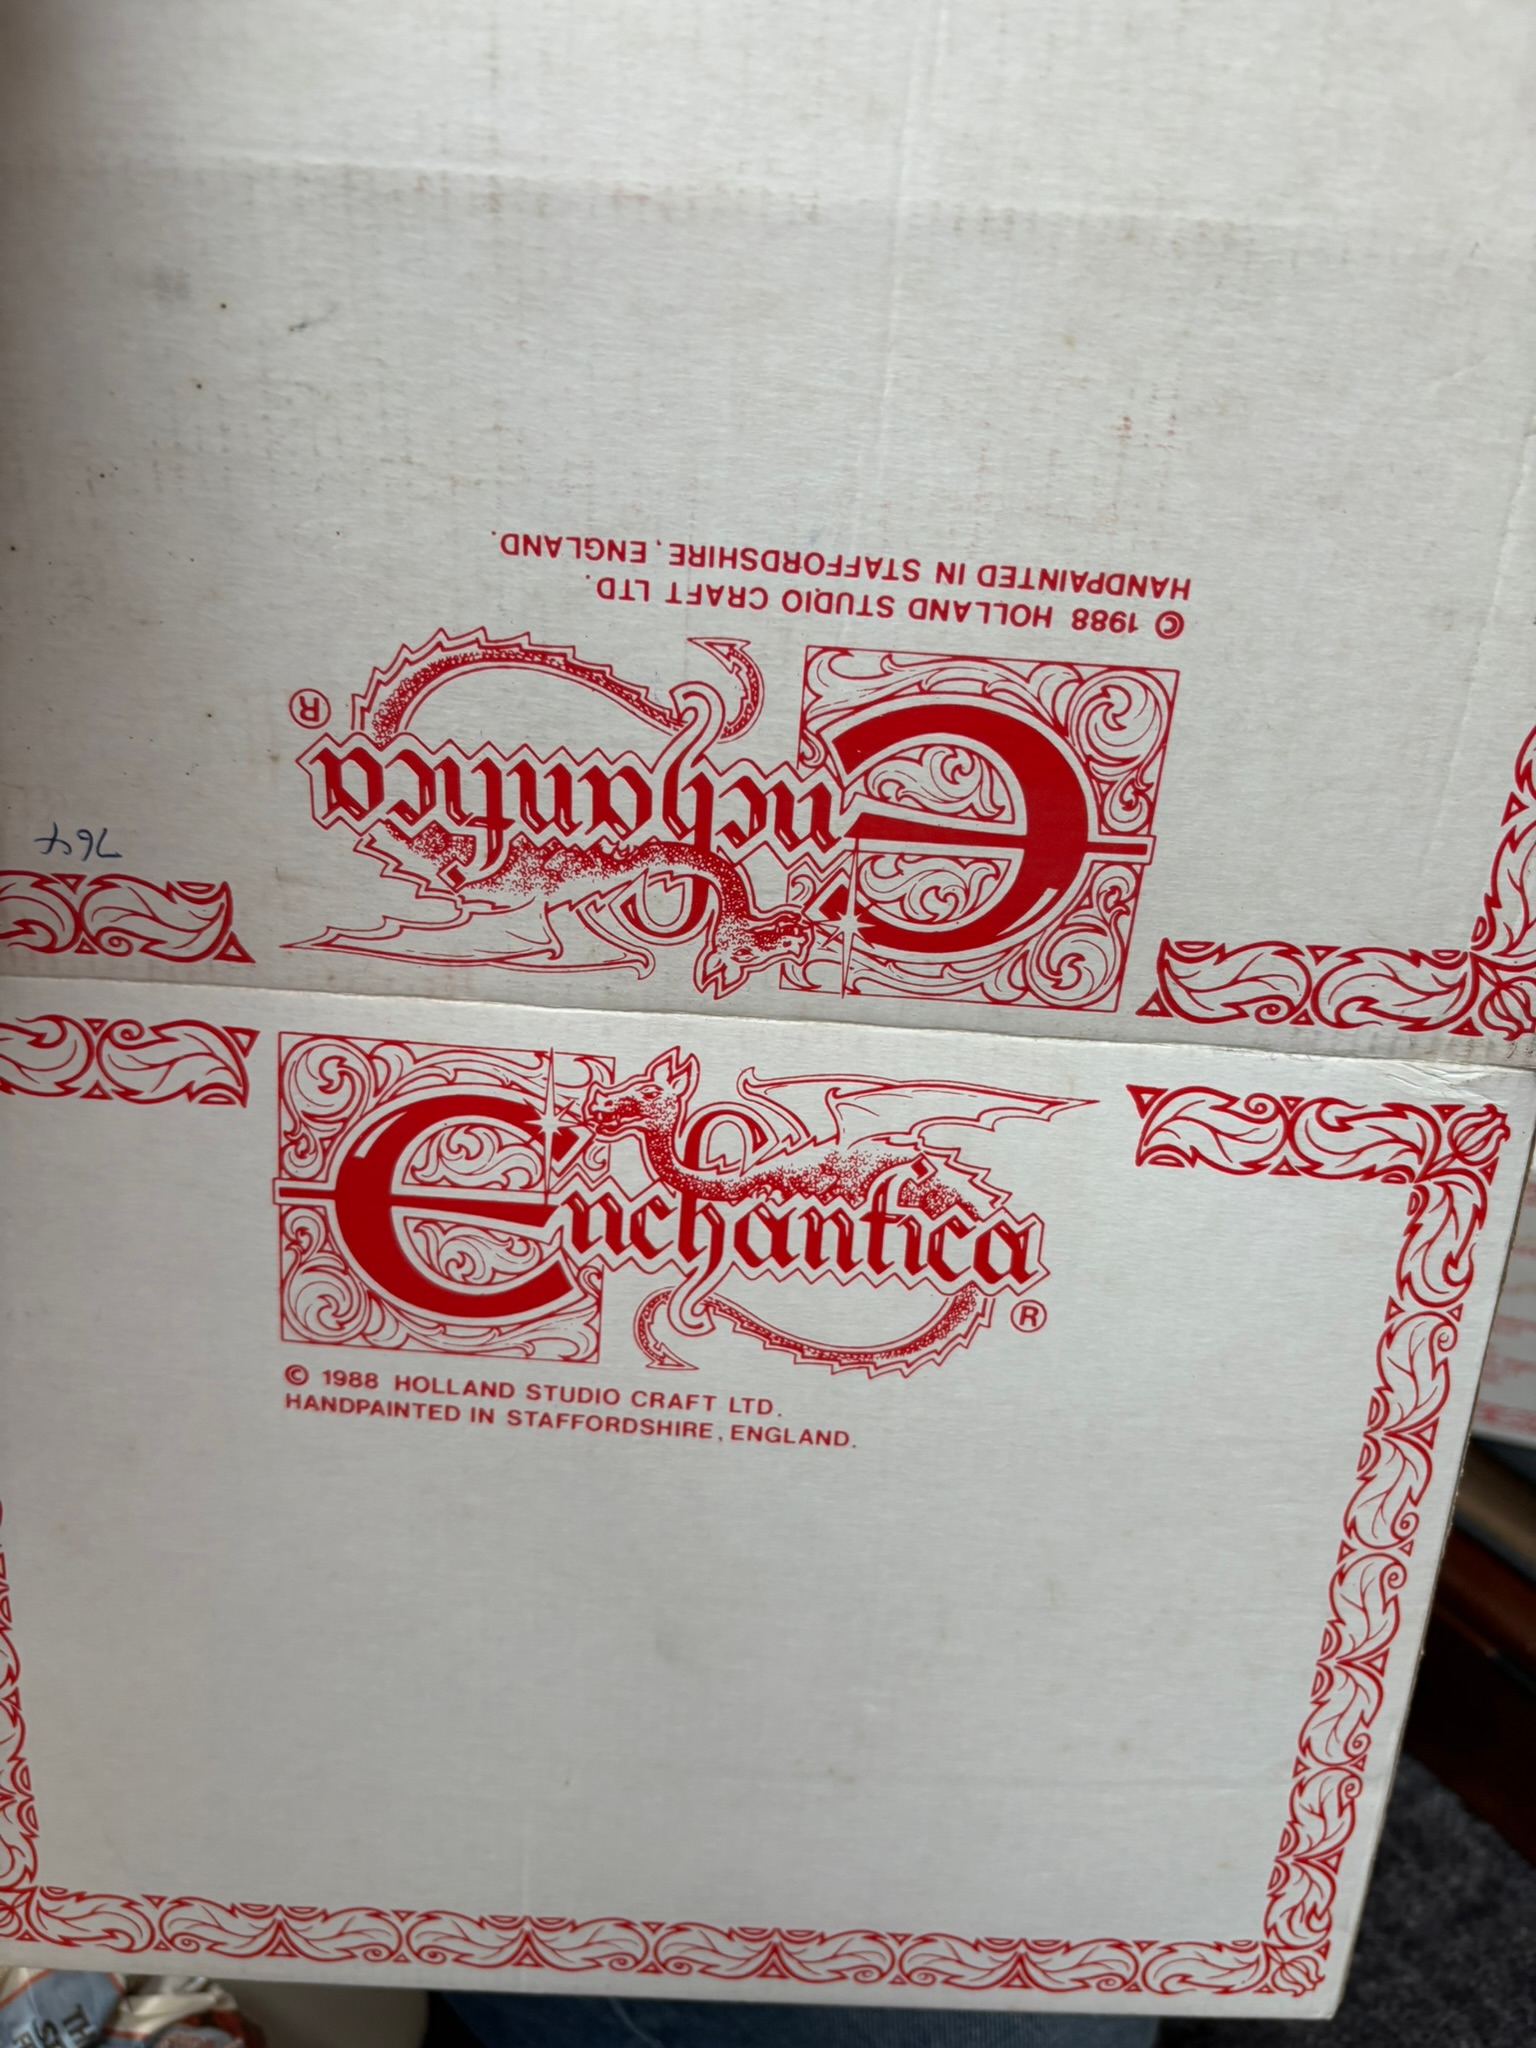 HANDPAINTED IN STAFFORDSHIRE, ENGLAND.
© 1988 HOLLAND STUDIO CRAFT LTD.
Enchantica ®
Enchantica ®
© 1988 HOLLAND STUDIO CRAFT LTD.
HANDPAINTED IN STAFFORDSHIRE, ENGLAND.